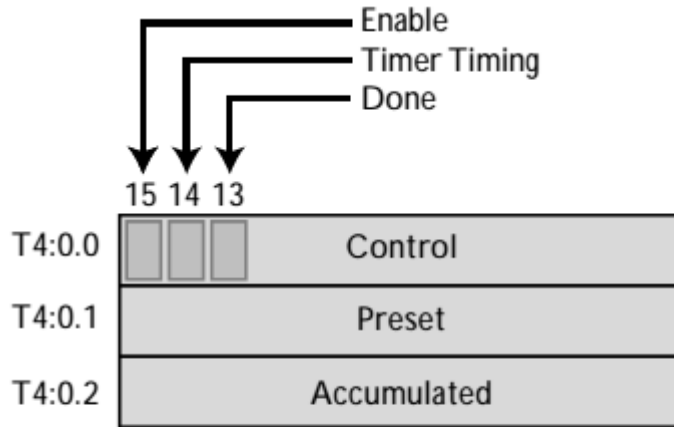 Enable
Timer Timing
Done
15 14 13
T4:0.0 Control
T4:0.1 Preset
T4:0.2 Accumulated